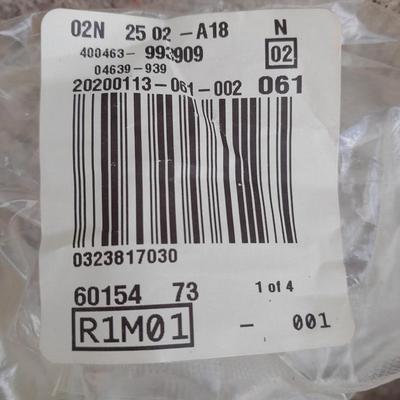 02N 25 02 -A18 N
400463- 993909 02
04639-939
20200113-061-002 061
0323817030
60154 73 1 of 4
R1M01 - 001